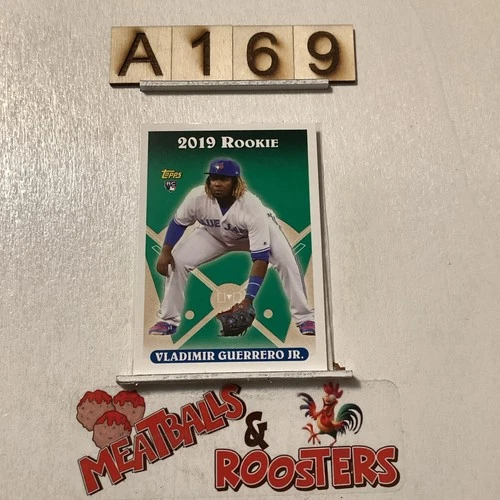 A169
2019 ROOKIE
Topps
RC
BLUE JAYS
VLADIMIR GUERRERO JR.
MEATBALLS
&
ROOSTERS